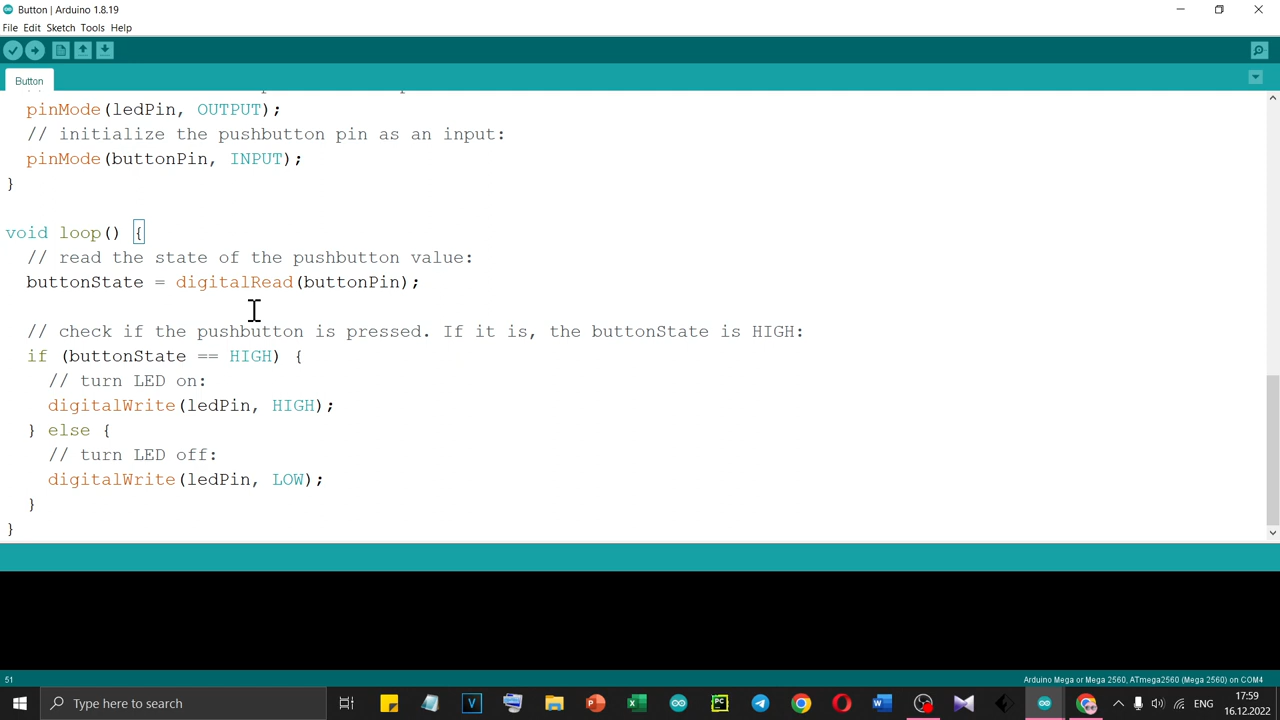 Button | Arduino 1.8.19
File Edit Sketch Tools Help
Button
pinMode(ledPin, OUTPUT);
// initialize the pushbutton pin as an input:
pinMode(buttonPin, INPUT);
}
void loop() {
// read the state of the pushbutton value:
buttonState = digitalRead(buttonPin);
// check if the pushbutton is pressed. If it is, the buttonState is HIGH:
if (buttonState == HIGH) {
// turn LED on:
digitalWrite(ledPin, HIGH);
} else {
// turn LED off:
digitalWrite(ledPin, LOW);
}
}
51
Arduino Mega or Mega 2560, ATmega2560 (Mega 2560) on COM4
Type here to search
ENG
17:59
16.12.2022